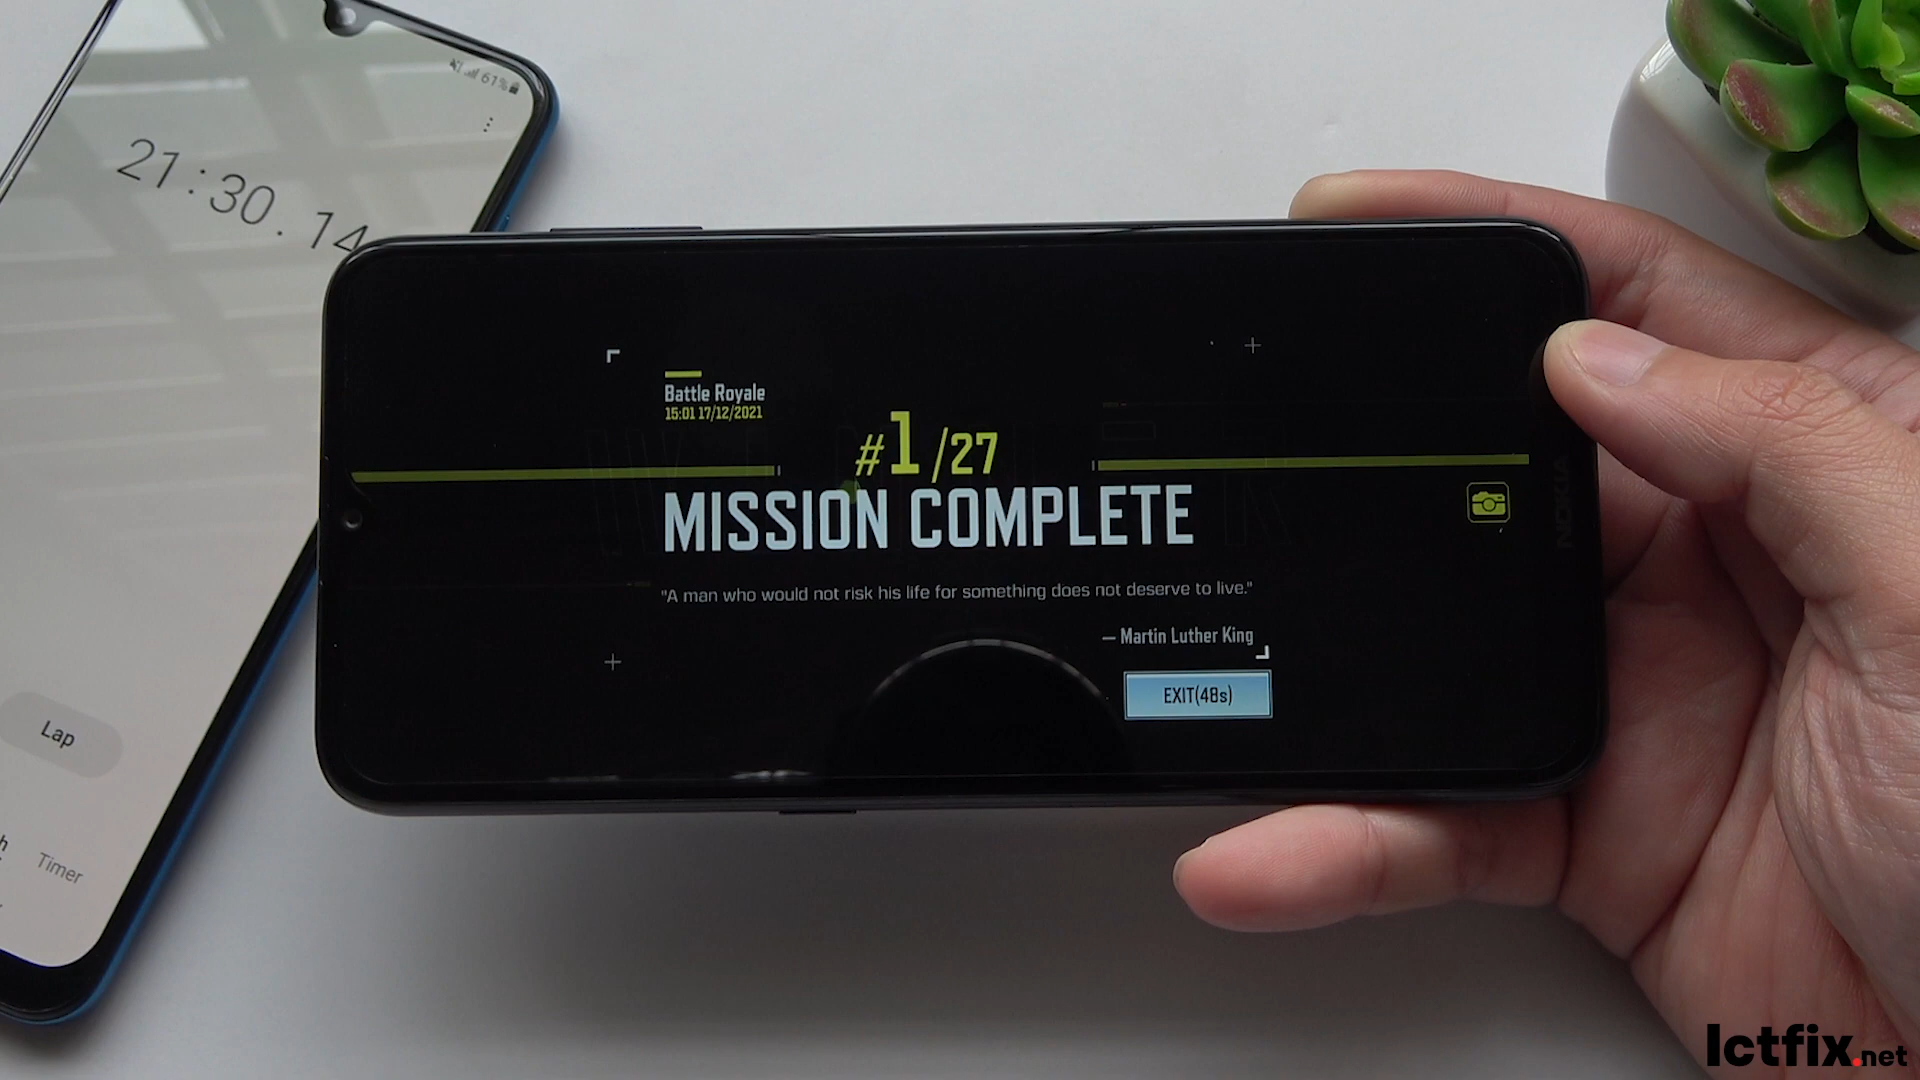 61%
21:30.14
Battle Royale
15:01 17/12/2021
#1/27
MISSION COMPLETE
"A man who would not risk his life for something does not deserve to live."
— Martin Luther King
EXIT(48s)
NOKIA
Lap
Timer
Ictfix.net